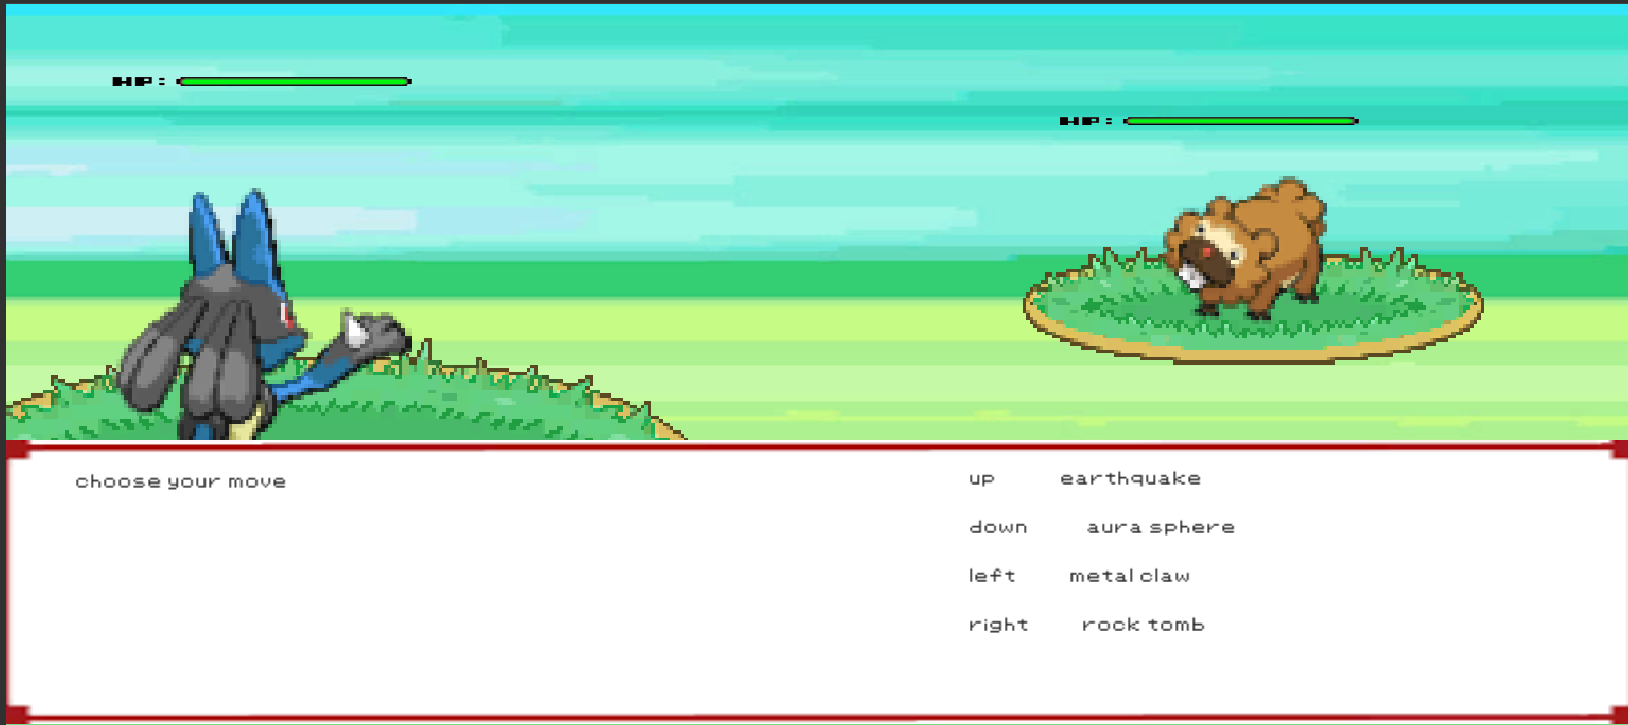 HP:
HP:
choose your move
up earthquake
down aura sphere
left metal claw
right rock tomb